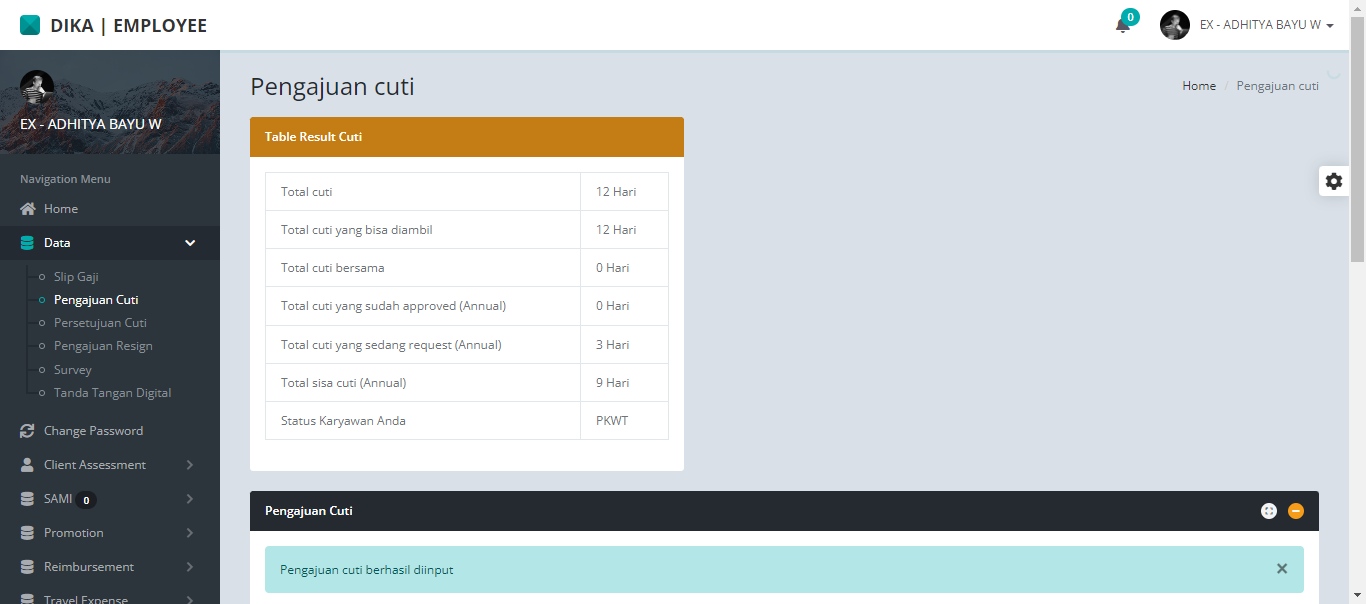 DIKA | EMPLOYEE
0
EX - ADHITYA BAYU W
EX - ADHITYA BAYU W
Navigation Menu
Home
Data
Slip Gaji
Pengajuan Cuti
Persetujuan Cuti
Pengajuan Resign
Survey
Tanda Tangan Digital
Change Password
Client Assessment
SAMI 0
Promotion
Reimbursement
Travel Expense
Pengajuan cuti
Home / Pengajuan cuti
Table Result Cuti
Total cuti 12 Hari
Total cuti yang bisa diambil 12 Hari
Total cuti bersama 0 Hari
Total cuti yang sudah approved (Annual) 0 Hari
Total cuti yang sedang request (Annual) 3 Hari
Total sisa cuti (Annual) 9 Hari
Status Karyawan Anda PKWT
Pengajuan Cuti
Pengajuan cuti berhasil diinput ×